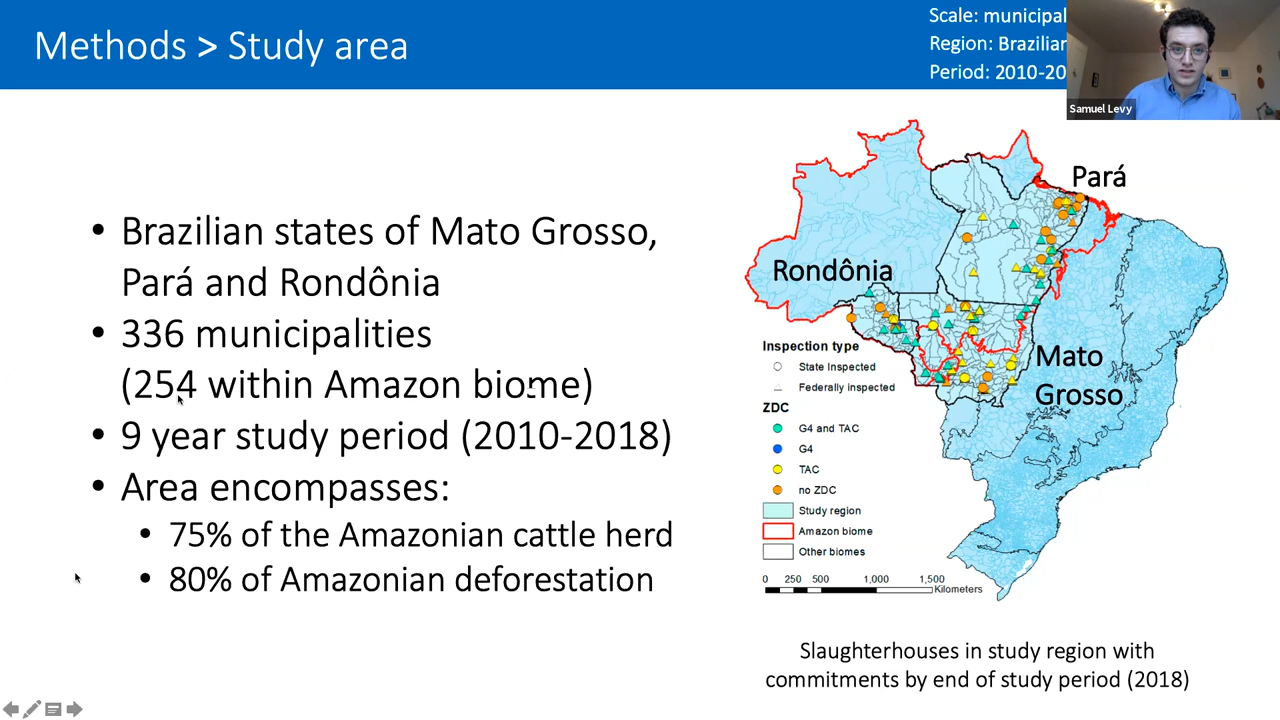 Methods > Study area
Scale: municipal
Region: Brazilian
Period: 2010-20
Samuel Levy
• Brazilian states of Mato Grosso,
Pará and Rondônia
• 336 municipalities
(254 within Amazon biome)
• 9 year study period (2010-2018)
• Area encompasses:
• 75% of the Amazonian cattle herd
• 80% of Amazonian deforestation
Pará
Rondônia
Mato
Grosso
Inspection type
State Inspected
Federally inspected
ZDC
G4 and TAC
G4
TAC
no ZDC
Study region
Amazon biome
Other biomes
0 250 500 1,000 1,500
Kilometers
Slaughterhouses in study region with
commitments by end of study period (2018)